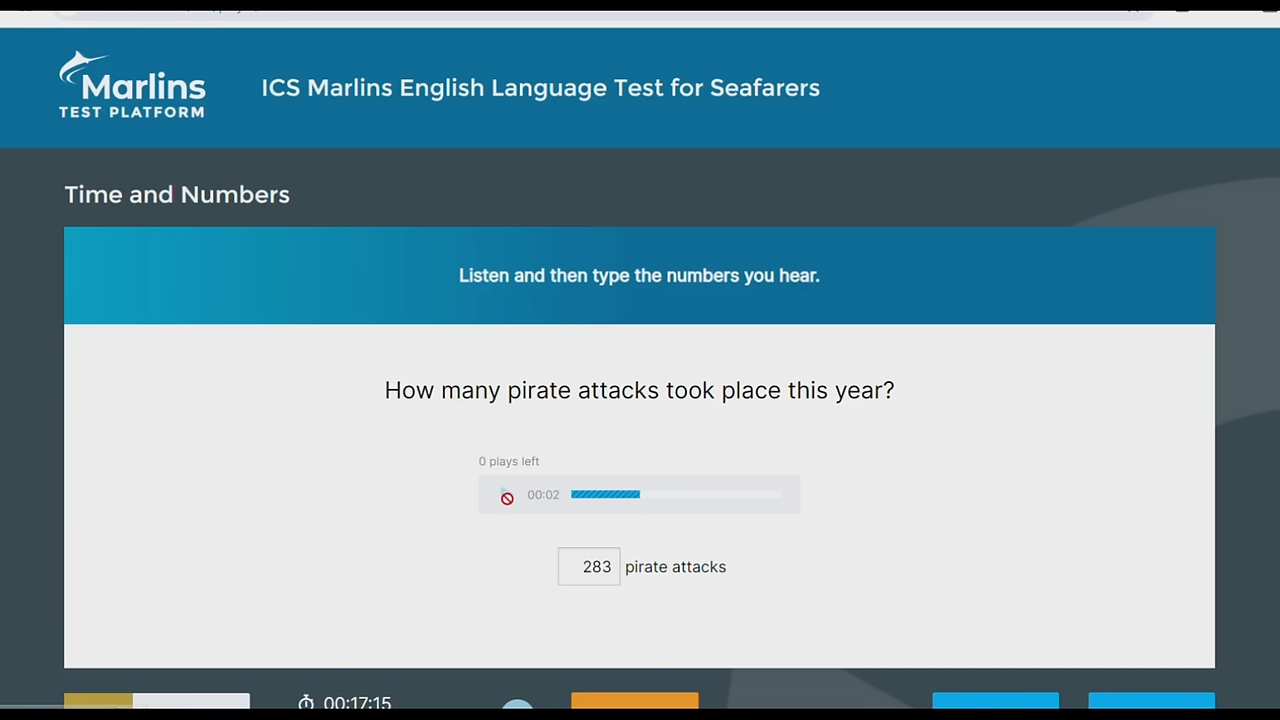 Marlins
TEST PLATFORM
ICS Marlins English Language Test for Seafarers
Time and Numbers
Listen and then type the numbers you hear.
How many pirate attacks took place this year?
0 plays left
00:02
283 pirate attacks
00:17:15